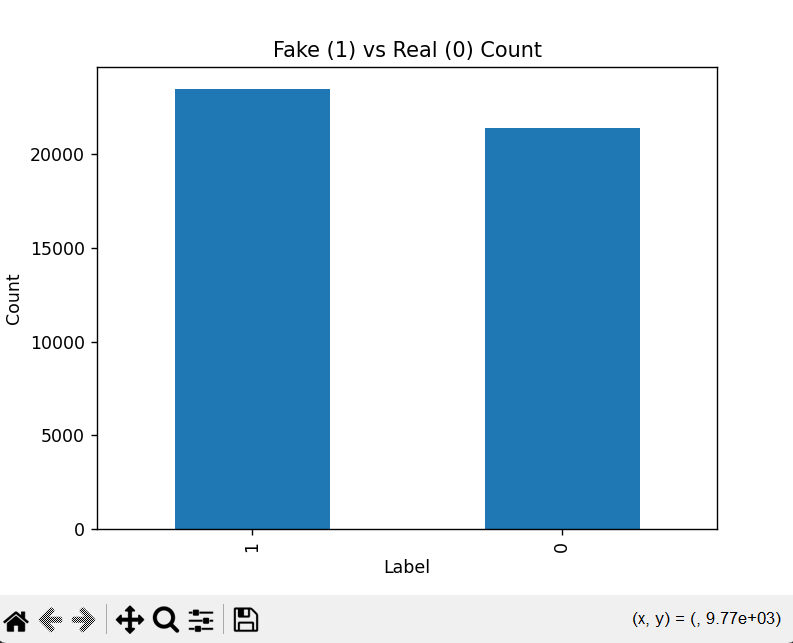 Fake (1) vs Real (0) Count
Count
20000
15000
10000
5000
0
1
0
Label
(x, y) = (, 9.77e+03)